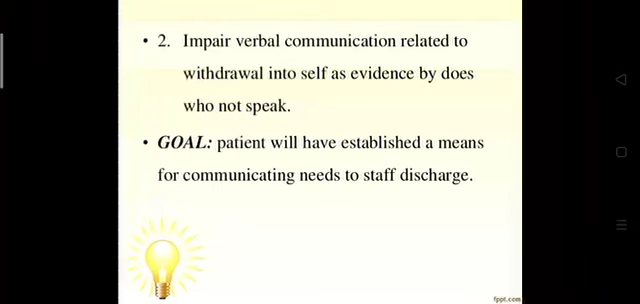 • 2. Impair verbal communication related to
withdrawal into self as evidence by does
who not speak.
• GOAL: patient will have established a means
for communicating needs to staff discharge.
fppt.com